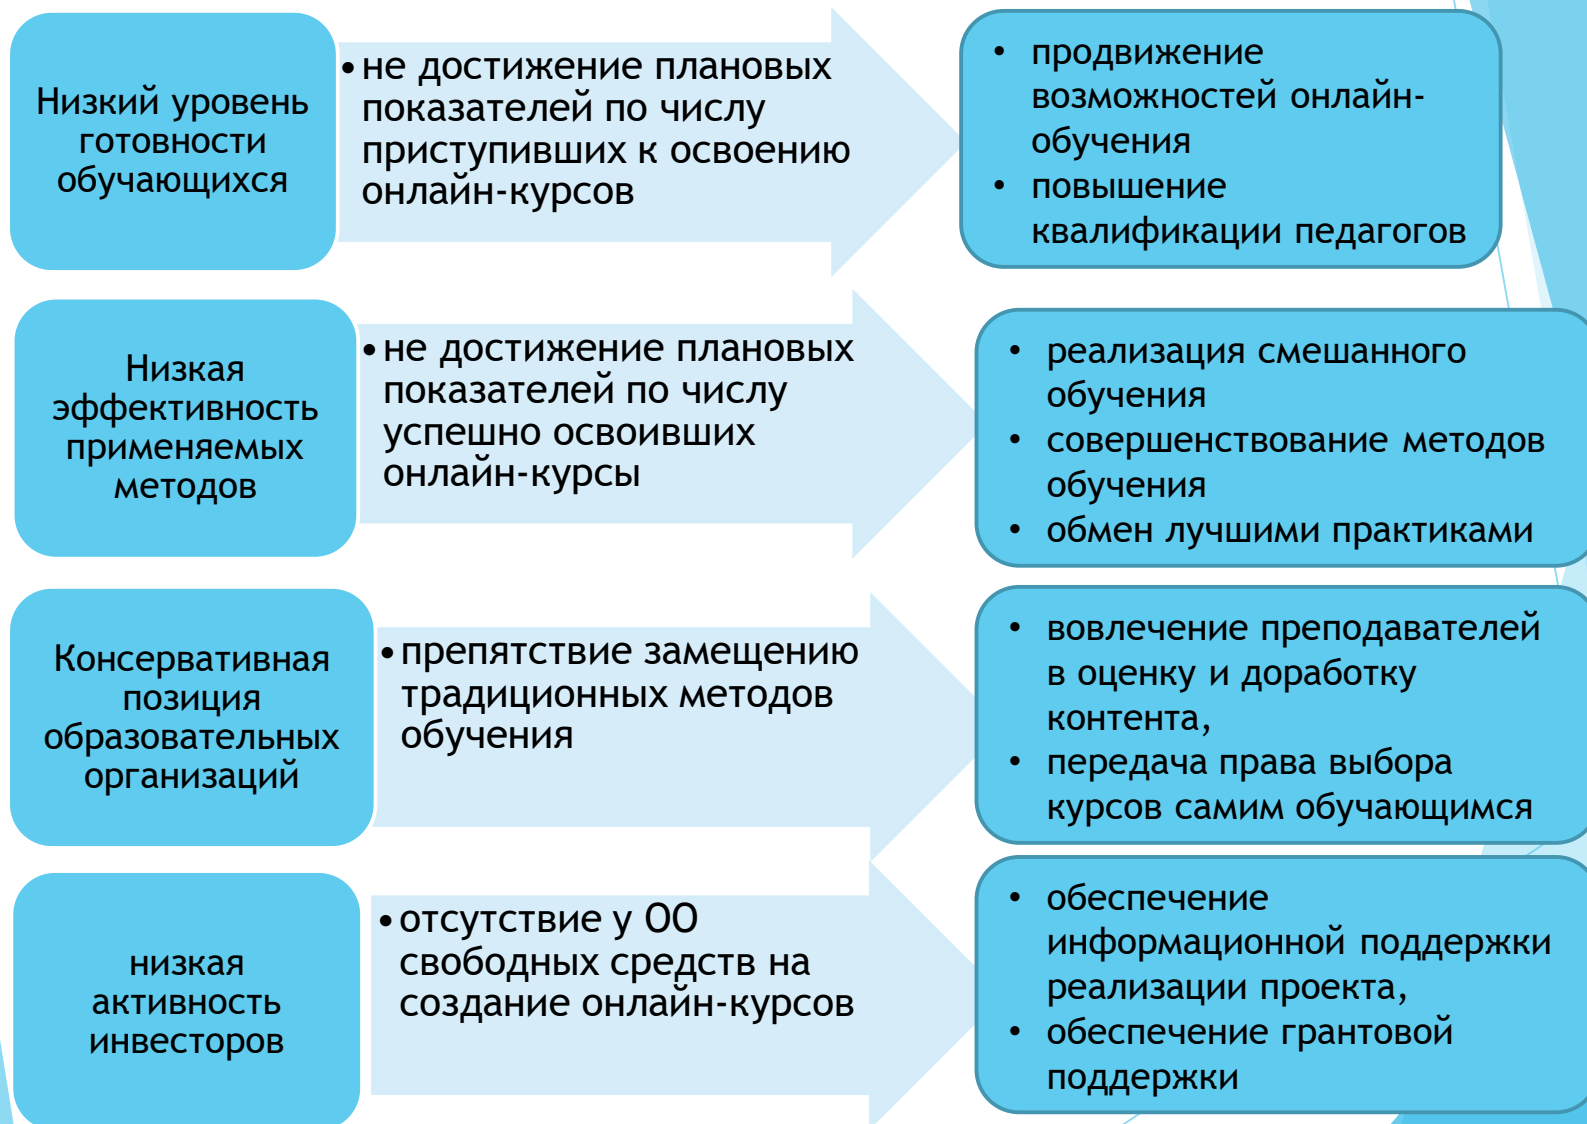 Низкий уровень
готовности
обучающихся
• не достижение плановых
показателей по числу
приступивших к освоению
онлайн-курсов
• продвижение
возможностей онлайн-
обучения
• повышение
квалификации педагогов
Низкая
эффективность
применяемых
методов
• не достижение плановых
показателей по числу
успешно освоивших
онлайн-курсы
• реализация смешанного
обучения
• совершенствование методов
обучения
• обмен лучшими практиками
Консервативная
позиция
образовательных
организаций
• препятствие замещению
традиционных методов
обучения
• вовлечение преподавателей
в оценку и доработку
контента,
• передача права выбора
курсов самим обучающимся
низкая
активность
инвесторов
• отсутствие у ОО
свободных средств на
создание онлайн-курсов
• обеспечение
информационной поддержки
реализации проекта,
• обеспечение грантовой
поддержки